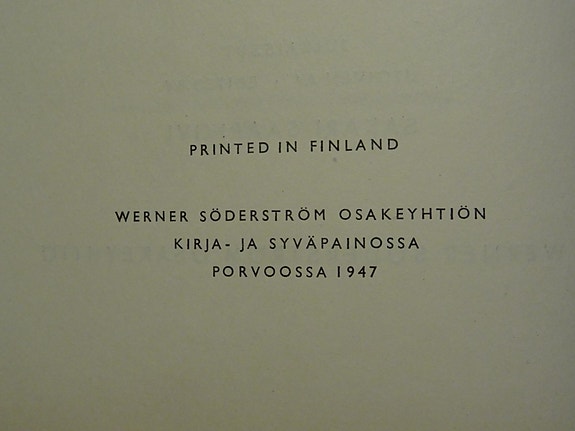 PRINTED IN FINLAND
WERNER SÖDERSTRÖM OSAKEYHTIÖN
KIRJA- JA SYVÄPAINOSSA
PORVOOSSA 1947